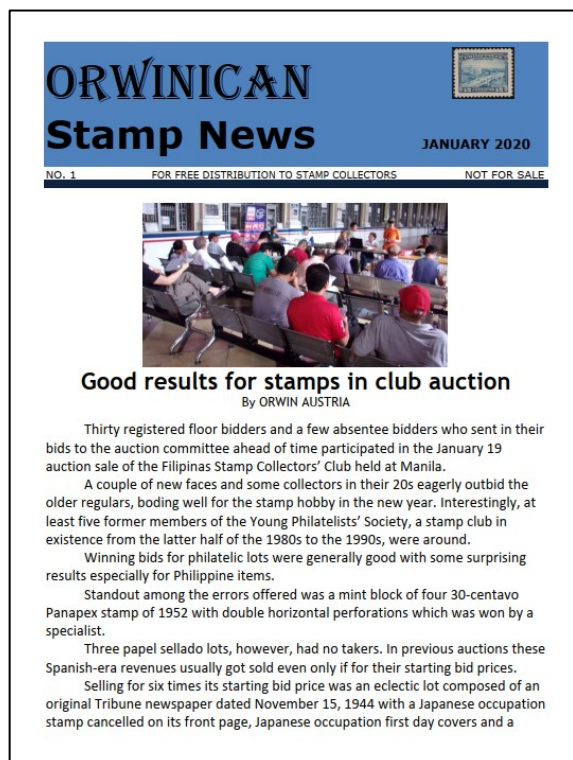 ORWINICAN
Stamp News
JANUARY 2020
NO. 1 FOR FREE DISTRIBUTION TO STAMP COLLECTORS NOT FOR SALE
Good results for stamps in club auction
By ORWIN AUSTRIA
Thirty registered floor bidders and a few absentee bidders who sent in their
bids to the auction committee ahead of time participated in the January 19
auction sale of the Filipinas Stamp Collectors’ Club held at Manila.
A couple of new faces and some collectors in their 20s eagerly outbid the
older regulars, boding well for the stamp hobby in the new year. Interestingly, at
least five former members of the Young Philatelists’ Society, a stamp club in
existence from the latter half of the 1980s to the 1990s, were around.
Winning bids for philatelic lots were generally good with some surprising
results especially for Philippine items.
Standout among the errors offered was a mint block of four 30-centavo
Panapex stamp of 1952 with double horizontal perforations which was won by a
specialist.
Three papel sellado lots, however, had no takers. In previous auctions these
Spanish-era revenues usually got sold even only if for their starting bid prices.
Selling for six times its starting bid price was an eclectic lot composed of an
original Tribune newspaper dated November 15, 1944 with a Japanese occupation
stamp cancelled on its front page, Japanese occupation first day covers and a